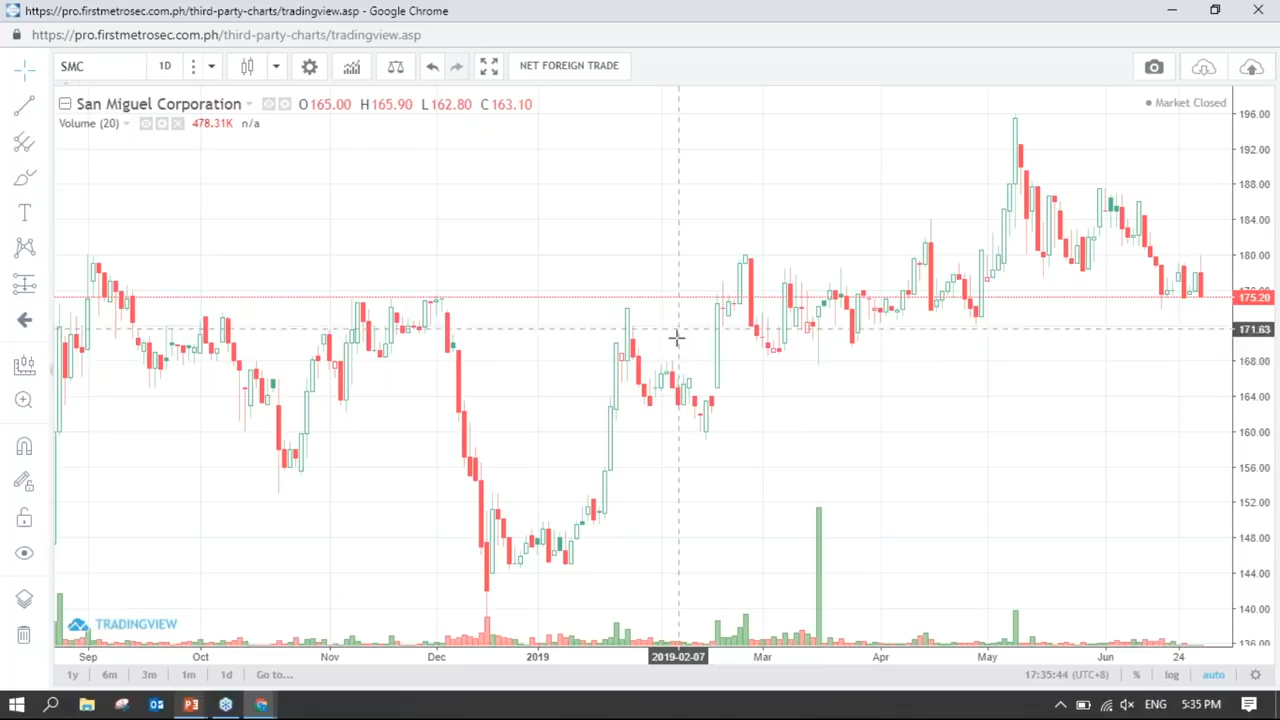 https://pro.firstmetrosec.com.ph/third-party-charts/tradingview.asp - Google Chrome
https://pro.firstmetrosec.com.ph/third-party-charts/tradingview.asp
SMC 1D NET FOREIGN TRADE
San Miguel Corporation O165.00 H165.90 L162.80 C163.10
Market Closed
Volume (20) 478.31K n/a
196.00
192.00
188.00
184.00
180.00
175.20
171.63
168.00
164.00
160.00
156.00
152.00
148.00
144.00
140.00
136.00
TRADINGVIEW
Sep Oct Nov Dec 2019 2019-02-07 Mar Apr May Jun 24
1y 6m 3m 1m 1d Go to... 17:35:44 (UTC+8) % log auto
ENG 5:35 PM